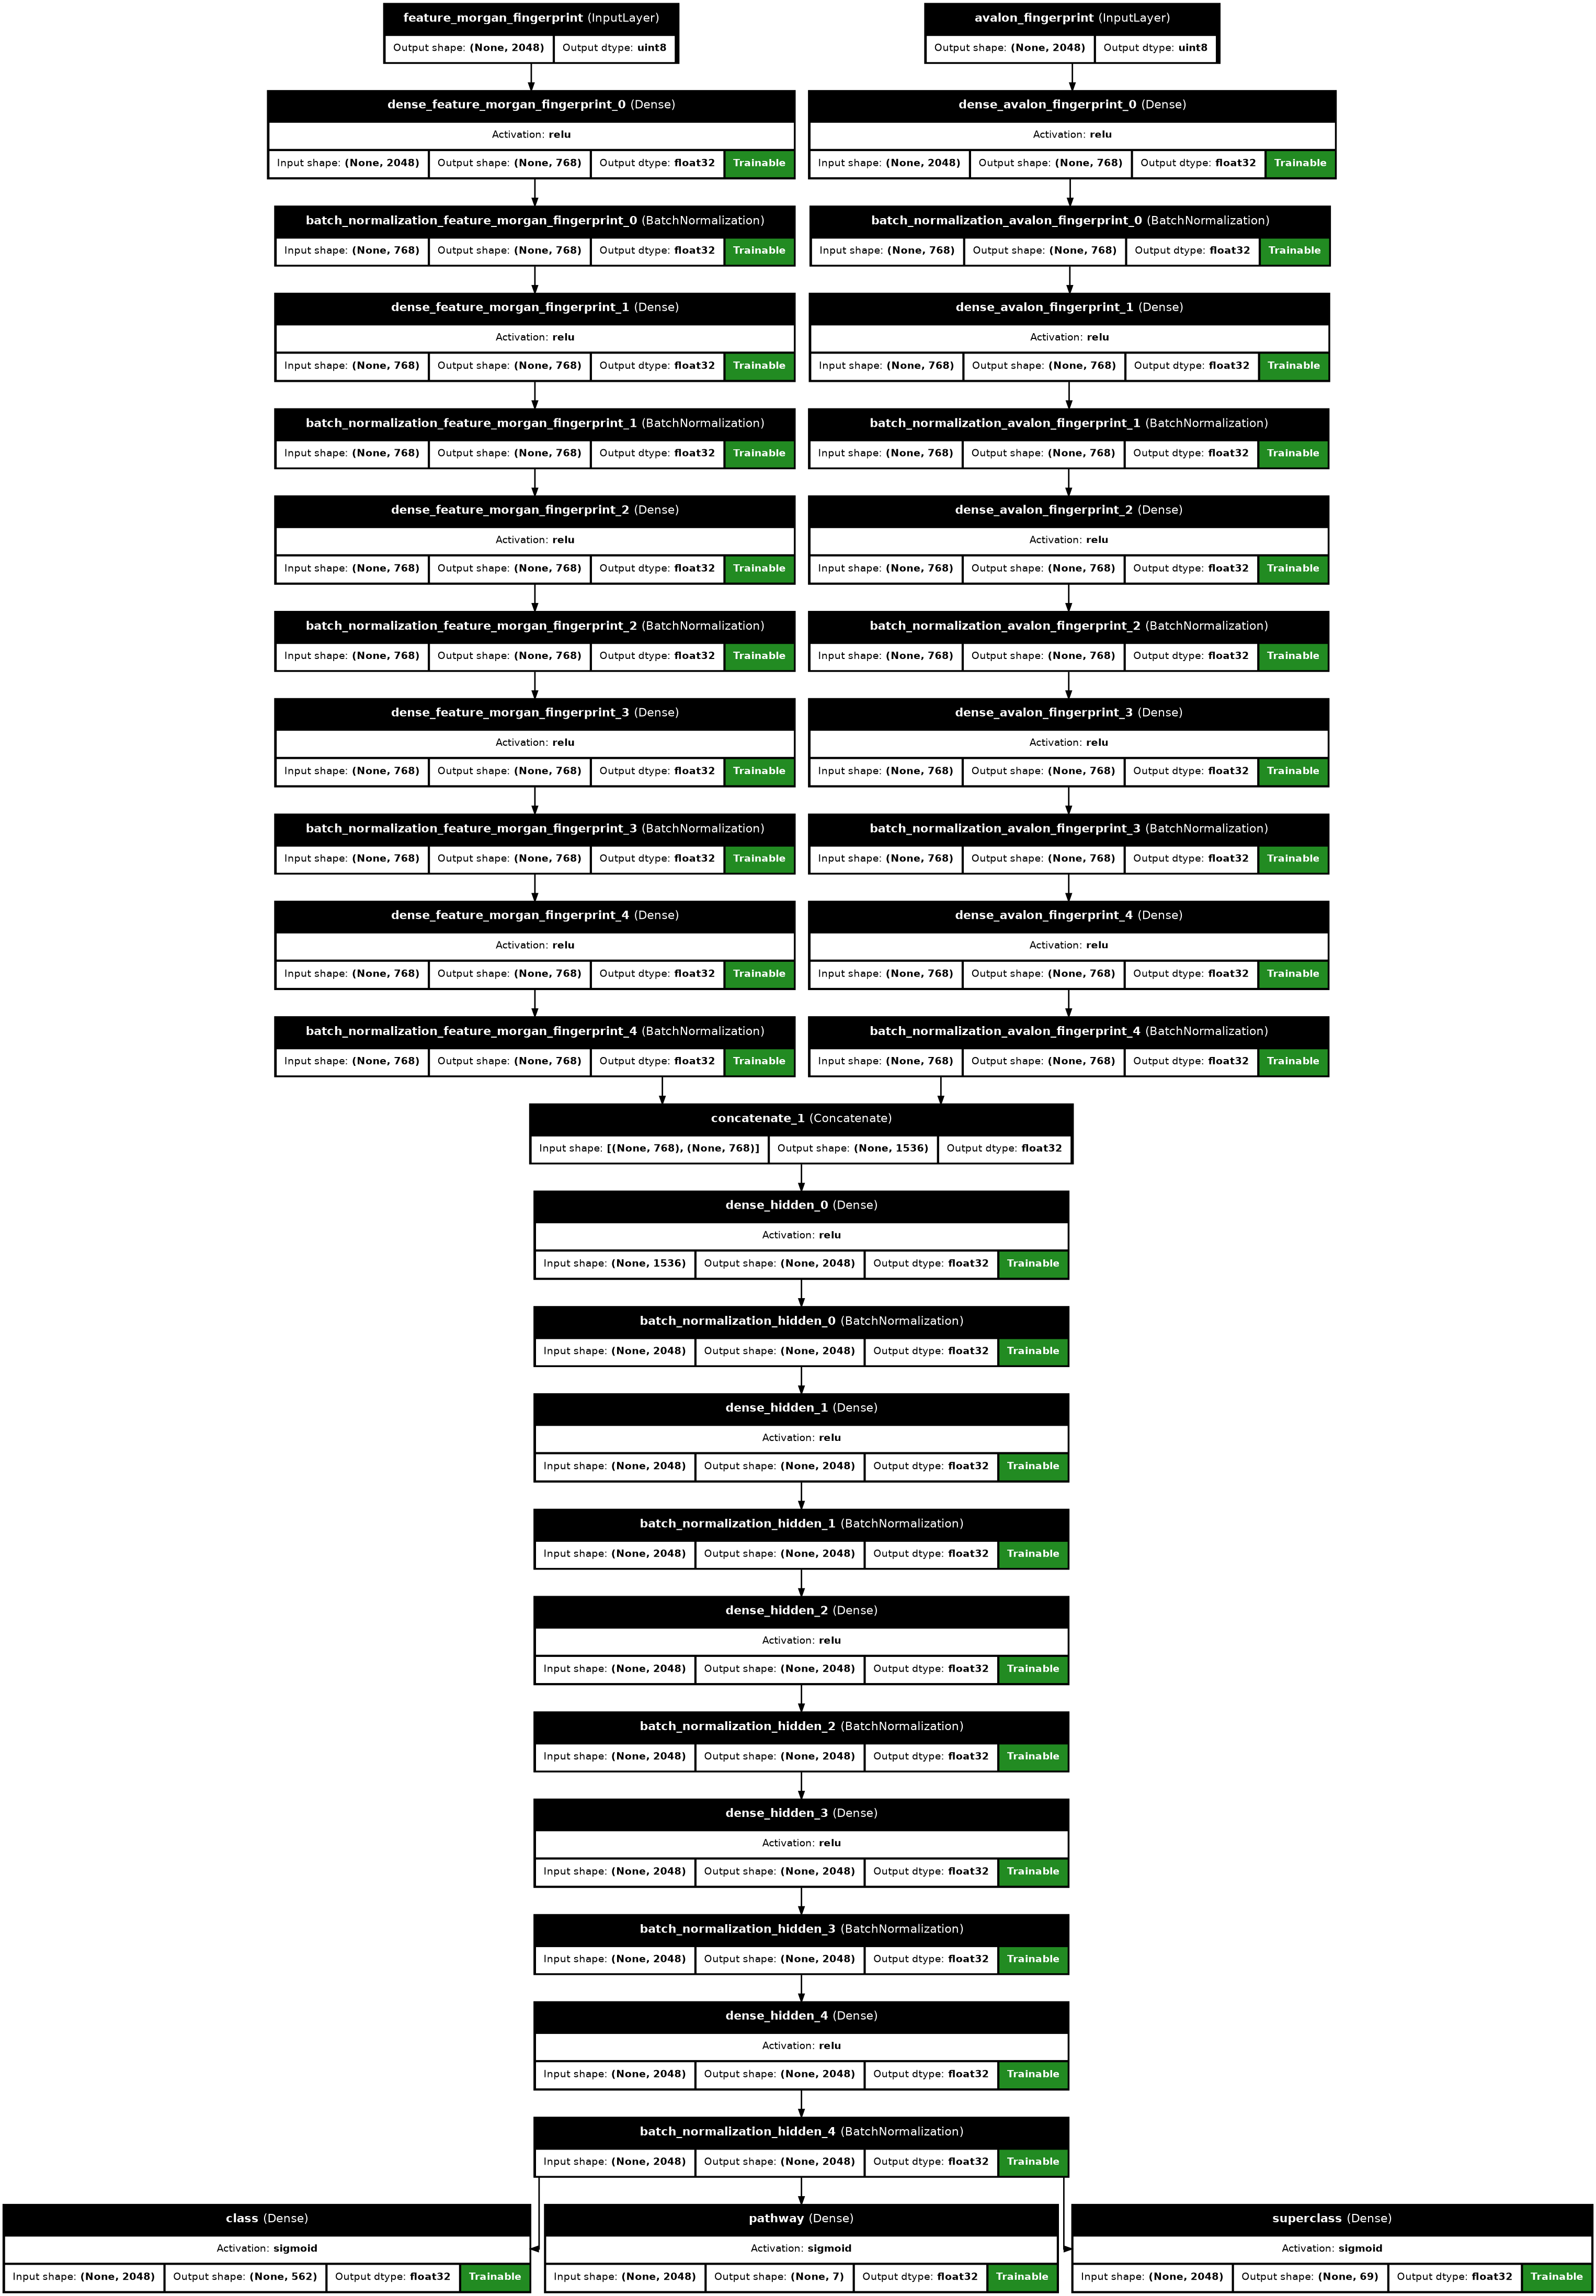 feature_morgan_fingerprint (InputLayer)
Output shape: (None, 2048) Output dtype: uint8
avalon_fingerprint (InputLayer)
Output shape: (None, 2048) Output dtype: uint8
dense_feature_morgan_fingerprint_0 (Dense)
Activation: relu
Input shape: (None, 2048) Output shape: (None, 768) Output dtype: float32 Trainable
dense_avalon_fingerprint_0 (Dense)
Activation: relu
Input shape: (None, 2048) Output shape: (None, 768) Output dtype: float32 Trainable
batch_normalization_feature_morgan_fingerprint_0 (BatchNormalization)
Input shape: (None, 768) Output shape: (None, 768) Output dtype: float32 Trainable
batch_normalization_avalon_fingerprint_0 (BatchNormalization)
Input shape: (None, 768) Output shape: (None, 768) Output dtype: float32 Trainable
dense_feature_morgan_fingerprint_1 (Dense)
Activation: relu
Input shape: (None, 768) Output shape: (None, 768) Output dtype: float32 Trainable
dense_avalon_fingerprint_1 (Dense)
Activation: relu
Input shape: (None, 768) Output shape: (None, 768) Output dtype: float32 Trainable
batch_normalization_feature_morgan_fingerprint_1 (BatchNormalization)
Input shape: (None, 768) Output shape: (None, 768) Output dtype: float32 Trainable
batch_normalization_avalon_fingerprint_1 (BatchNormalization)
Input shape: (None, 768) Output shape: (None, 768) Output dtype: float32 Trainable
dense_feature_morgan_fingerprint_2 (Dense)
Activation: relu
Input shape: (None, 768) Output shape: (None, 768) Output dtype: float32 Trainable
dense_avalon_fingerprint_2 (Dense)
Activation: relu
Input shape: (None, 768) Output shape: (None, 768) Output dtype: float32 Trainable
batch_normalization_feature_morgan_fingerprint_2 (BatchNormalization)
Input shape: (None, 768) Output shape: (None, 768) Output dtype: float32 Trainable
batch_normalization_avalon_fingerprint_2 (BatchNormalization)
Input shape: (None, 768) Output shape: (None, 768) Output dtype: float32 Trainable
dense_feature_morgan_fingerprint_3 (Dense)
Activation: relu
Input shape: (None, 768) Output shape: (None, 768) Output dtype: float32 Trainable
dense_avalon_fingerprint_3 (Dense)
Activation: relu
Input shape: (None, 768) Output shape: (None, 768) Output dtype: float32 Trainable
batch_normalization_feature_morgan_fingerprint_3 (BatchNormalization)
Input shape: (None, 768) Output shape: (None, 768) Output dtype: float32 Trainable
batch_normalization_avalon_fingerprint_3 (BatchNormalization)
Input shape: (None, 768) Output shape: (None, 768) Output dtype: float32 Trainable
dense_feature_morgan_fingerprint_4 (Dense)
Activation: relu
Input shape: (None, 768) Output shape: (None, 768) Output dtype: float32 Trainable
dense_avalon_fingerprint_4 (Dense)
Activation: relu
Input shape: (None, 768) Output shape: (None, 768) Output dtype: float32 Trainable
batch_normalization_feature_morgan_fingerprint_4 (BatchNormalization)
Input shape: (None, 768) Output shape: (None, 768) Output dtype: float32 Trainable
batch_normalization_avalon_fingerprint_4 (BatchNormalization)
Input shape: (None, 768) Output shape: (None, 768) Output dtype: float32 Trainable
concatenate_1 (Concatenate)
Input shape: [(None, 768), (None, 768)] Output shape: (None, 1536) Output dtype: float32
dense_hidden_0 (Dense)
Activation: relu
Input shape: (None, 1536) Output shape: (None, 2048) Output dtype: float32 Trainable
batch_normalization_hidden_0 (BatchNormalization)
Input shape: (None, 2048) Output shape: (None, 2048) Output dtype: float32 Trainable
dense_hidden_1 (Dense)
Activation: relu
Input shape: (None, 2048) Output shape: (None, 2048) Output dtype: float32 Trainable
batch_normalization_hidden_1 (BatchNormalization)
Input shape: (None, 2048) Output shape: (None, 2048) Output dtype: float32 Trainable
dense_hidden_2 (Dense)
Activation: relu
Input shape: (None, 2048) Output shape: (None, 2048) Output dtype: float32 Trainable
batch_normalization_hidden_2 (BatchNormalization)
Input shape: (None, 2048) Output shape: (None, 2048) Output dtype: float32 Trainable
dense_hidden_3 (Dense)
Activation: relu
Input shape: (None, 2048) Output shape: (None, 2048) Output dtype: float32 Trainable
batch_normalization_hidden_3 (BatchNormalization)
Input shape: (None, 2048) Output shape: (None, 2048) Output dtype: float32 Trainable
dense_hidden_4 (Dense)
Activation: relu
Input shape: (None, 2048) Output shape: (None, 2048) Output dtype: float32 Trainable
batch_normalization_hidden_4 (BatchNormalization)
Input shape: (None, 2048) Output shape: (None, 2048) Output dtype: float32 Trainable
class (Dense)
Activation: sigmoid
Input shape: (None, 2048) Output shape: (None, 562) Output dtype: float32 Trainable
pathway (Dense)
Activation: sigmoid
Input shape: (None, 2048) Output shape: (None, 7) Output dtype: float32 Trainable
superclass (Dense)
Activation: sigmoid
Input shape: (None, 2048) Output shape: (None, 69) Output dtype: float32 Trainable